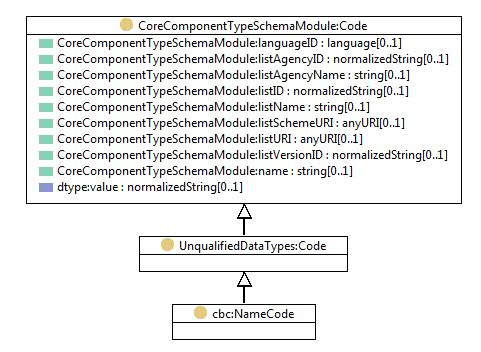 CoreComponentTypeSchemaModule:Code
CoreComponentTypeSchemaModule:languageID : language[0..1]
CoreComponentTypeSchemaModule:listAgencyID : normalizedString[0..1]
CoreComponentTypeSchemaModule:listAgencyName : string[0..1]
CoreComponentTypeSchemaModule:listID : normalizedString[0..1]
CoreComponentTypeSchemaModule:listName : string[0..1]
CoreComponentTypeSchemaModule:listSchemeURI : anyURI[0..1]
CoreComponentTypeSchemaModule:listURI : anyURI[0..1]
CoreComponentTypeSchemaModule:listVersionID : normalizedString[0..1]
CoreComponentTypeSchemaModule:name : string[0..1]
dtype:value : normalizedString[0..1]
UnqualifiedDataTypes:Code
cbc:NameCode